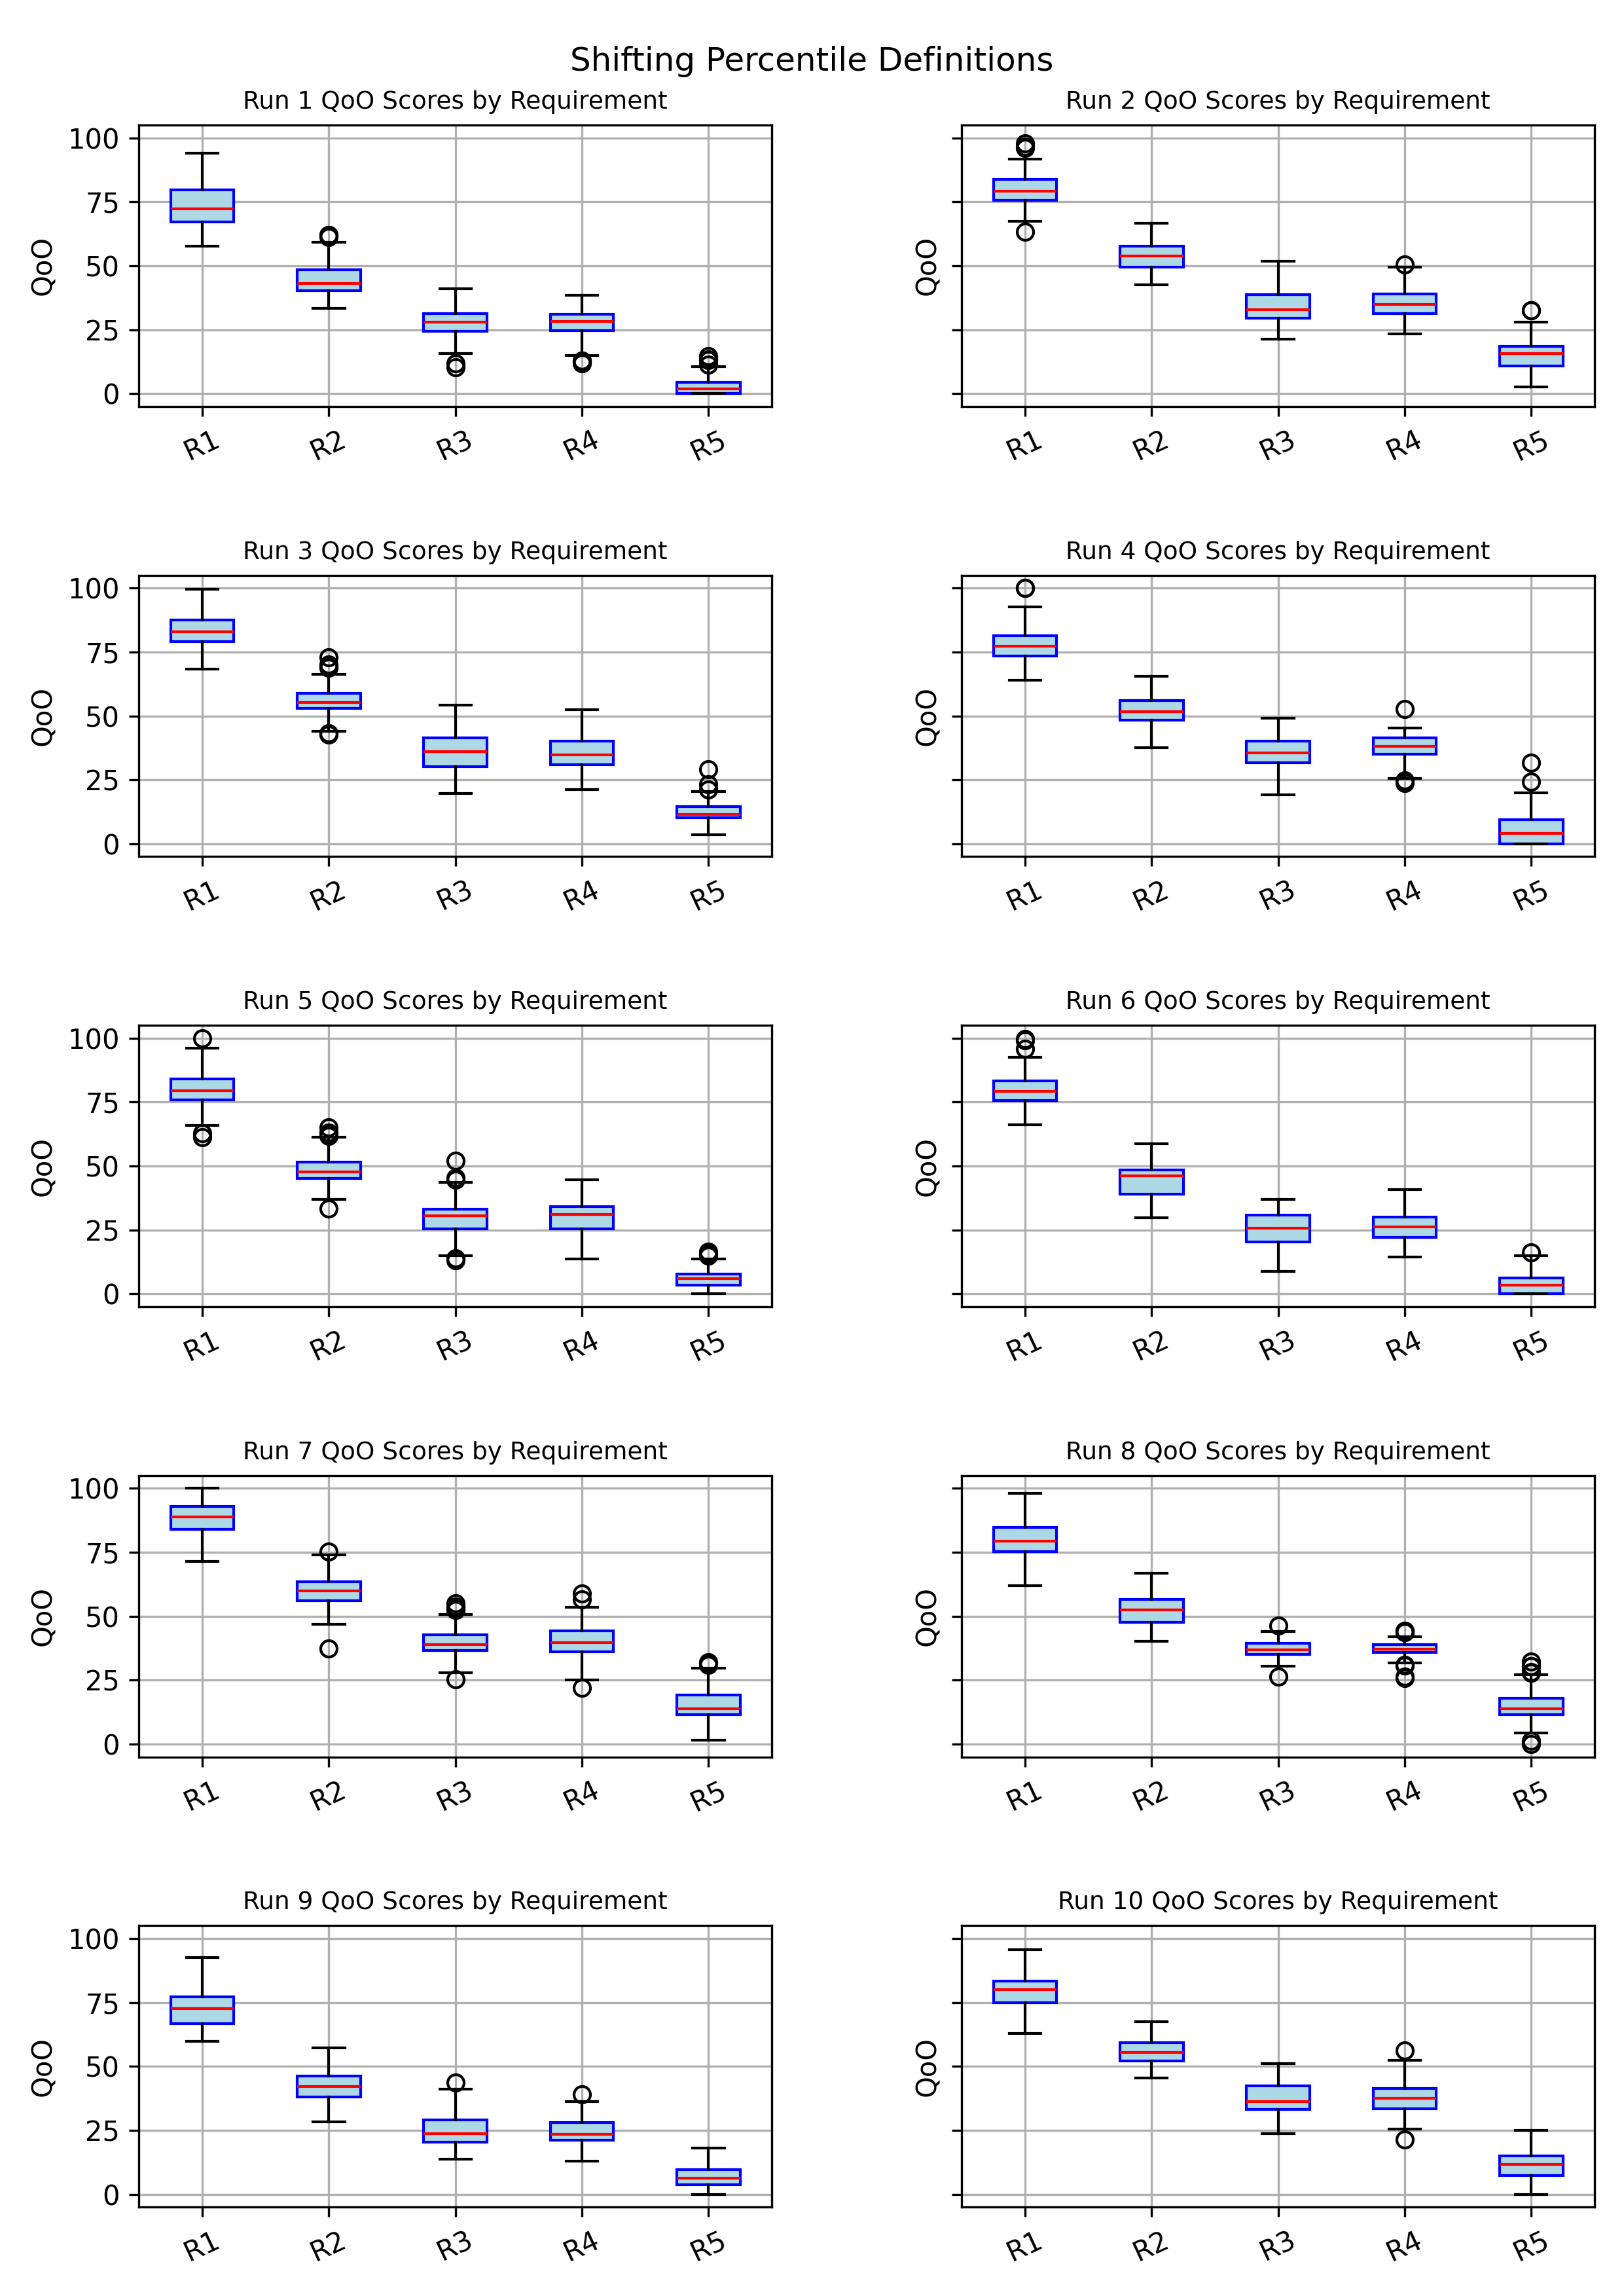 Shifting Percentile Definitions
Run 1 QoO Scores by Requirement
QoO
100
75
50
25
0
R1 R2 R3 R4 R5
Run 2 QoO Scores by Requirement
QoO
R1 R2 R3 R4 R5
Run 3 QoO Scores by Requirement
QoO
100
75
50
25
0
R1 R2 R3 R4 R5
Run 4 QoO Scores by Requirement
QoO
R1 R2 R3 R4 R5
Run 5 QoO Scores by Requirement
QoO
100
75
50
25
0
R1 R2 R3 R4 R5
Run 6 QoO Scores by Requirement
QoO
R1 R2 R3 R4 R5
Run 7 QoO Scores by Requirement
QoO
100
75
50
25
0
R1 R2 R3 R4 R5
Run 8 QoO Scores by Requirement
QoO
R1 R2 R3 R4 R5
Run 9 QoO Scores by Requirement
QoO
100
75
50
25
0
R1 R2 R3 R4 R5
Run 10 QoO Scores by Requirement
QoO
R1 R2 R3 R4 R5